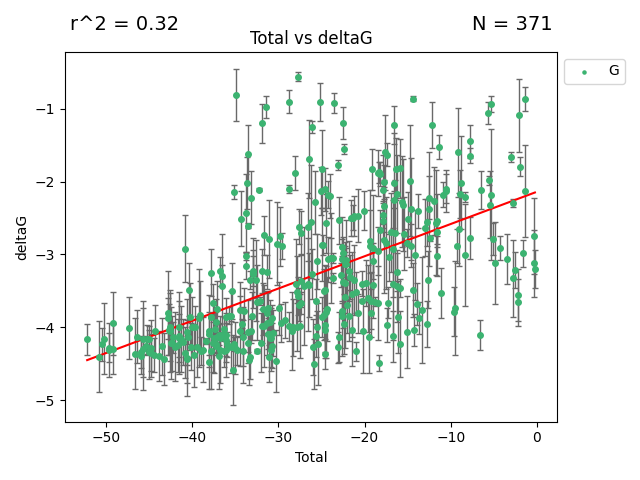 r^2 = 0.32
N = 371
Total vs deltaG
G
deltaG
−1
−2
−3
−4
−5
−50
−40
−30
−20
−10
0
Total